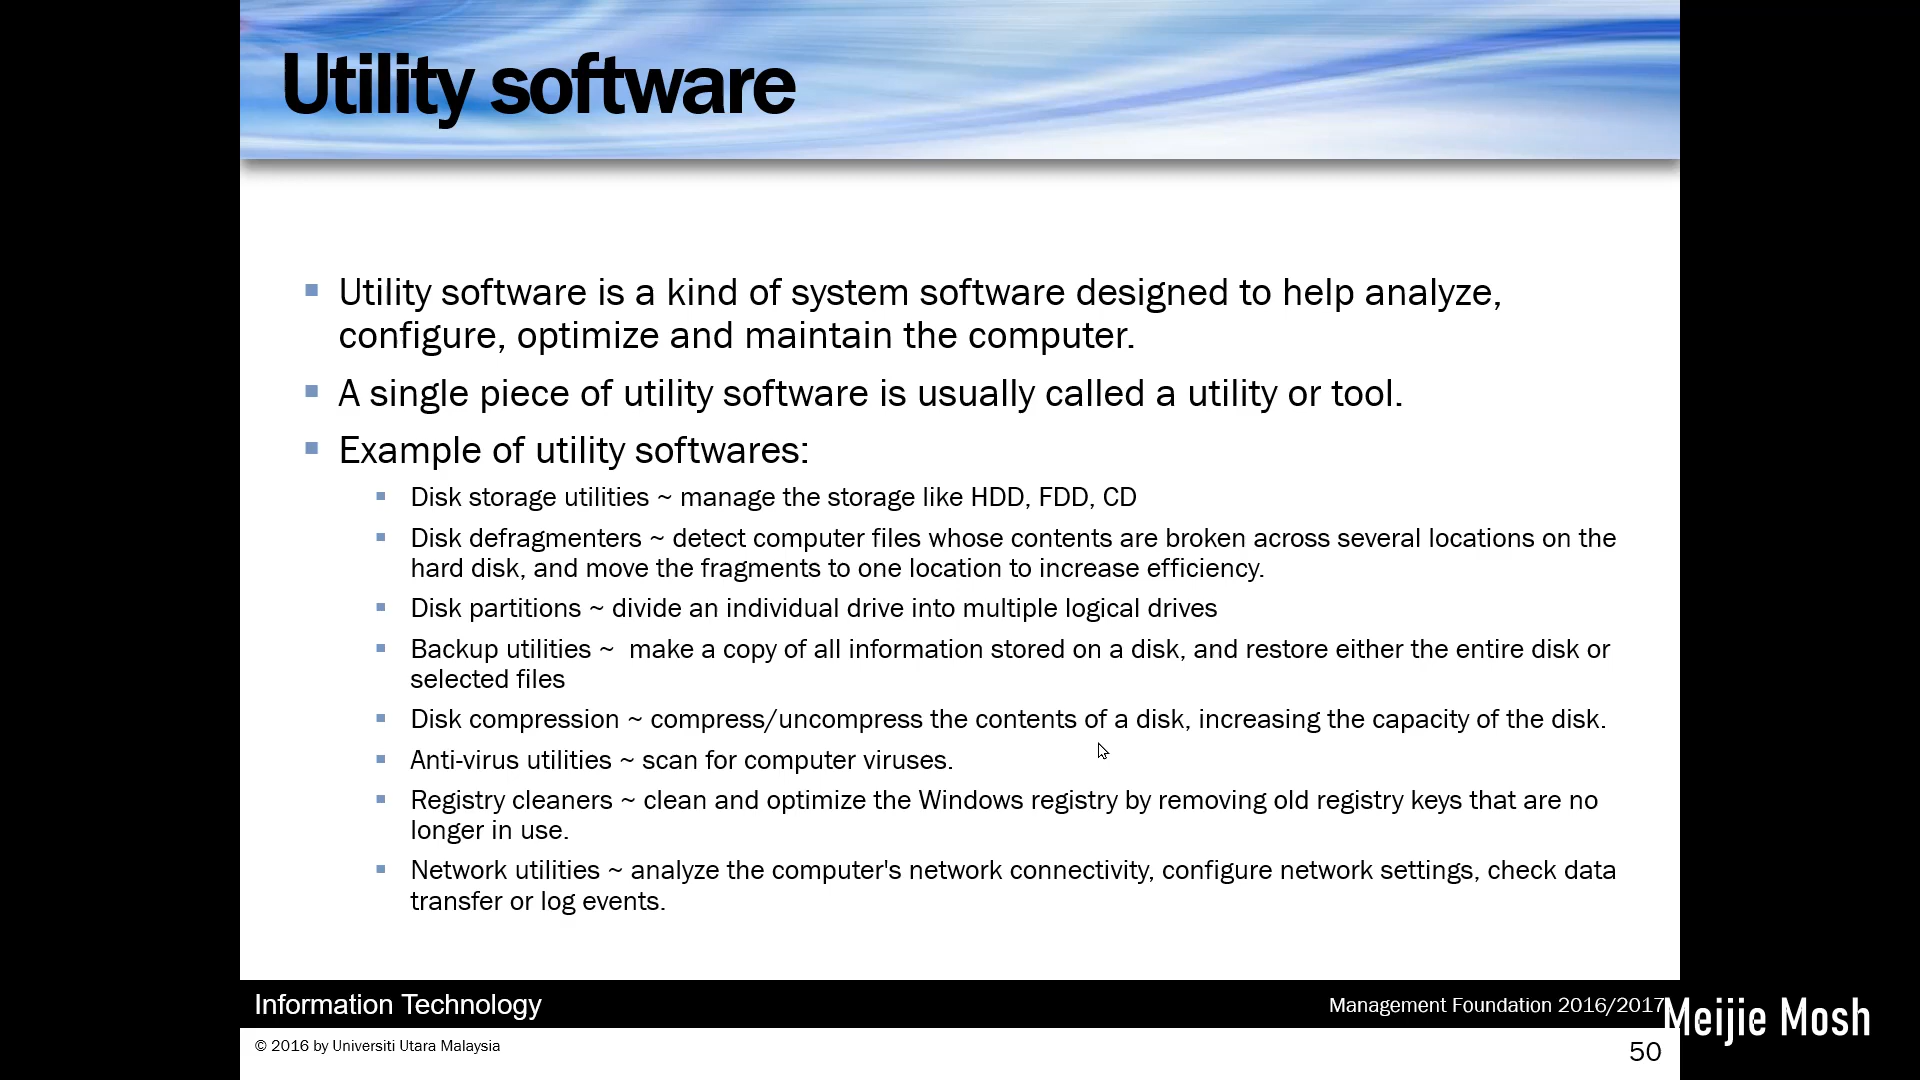 Utility software
Utility software is a kind of system software designed to help analyze,
configure, optimize and maintain the computer.
A single piece of utility software is usually called a utility or tool.
Example of utility softwares:
Disk storage utilities ~ manage the storage like HDD, FDD, CD
Disk defragmenters ~ detect computer files whose contents are broken across several locations on the
hard disk, and move the fragments to one location to increase efficiency.
Disk partitions ~ divide an individual drive into multiple logical drives
Backup utilities ~ make a copy of all information stored on a disk, and restore either the entire disk or
selected files
Disk compression ~ compress/uncompress the contents of a disk, increasing the capacity of the disk.
Anti-virus utilities ~ scan for computer viruses.
Registry cleaners ~ clean and optimize the Windows registry by removing old registry keys that are no
longer in use.
Network utilities ~ analyze the computer's network connectivity, configure network settings, check data
transfer or log events.
Information Technology
Management Foundation 2016/2017
Meijie Mosh
© 2016 by Universiti Utara Malaysia
50